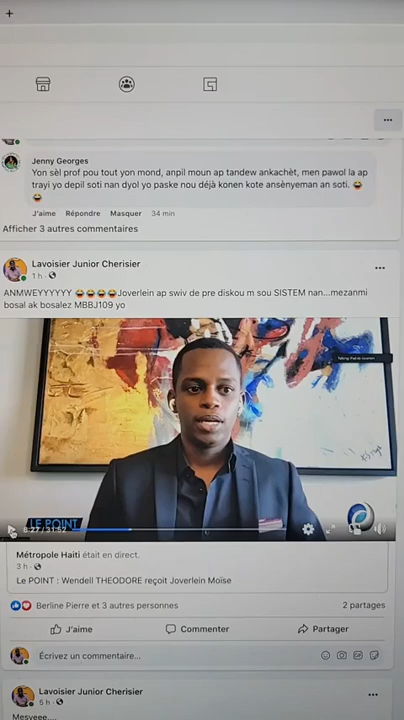 Jenny Georges
Yon sèl prof pou tout yon mond, anpil moun ap tandew ankachèt, men pawol la ap
trayi yo depil soti nan dyol yo paske nou déjà konen kote ansènyeman an soti. 😂
😂
J'aime Répondre Masquer 34 min
Afficher 3 autres commentaires
Lavoisier Junior Cherisier
1 h ·
ANMWEYYYYYY 😂😂😂😂Joverlein ap swiv de pre diskou m sou SISTEM nan...mezanmi
bosal ak bosalez MBBJ109 yo
LE POINT
8:27 / 31:52
Métropole Haiti était en direct.
3 h ·
Le POINT : Wendell THEODORE reçoit Joverlein Moïse
Berline Pierre et 3 autres personnes 2 partages
J'aime Commenter Partager
Écrivez un commentaire...
GIF
Lavoisier Junior Cherisier
5 h ·
Mesyeee....